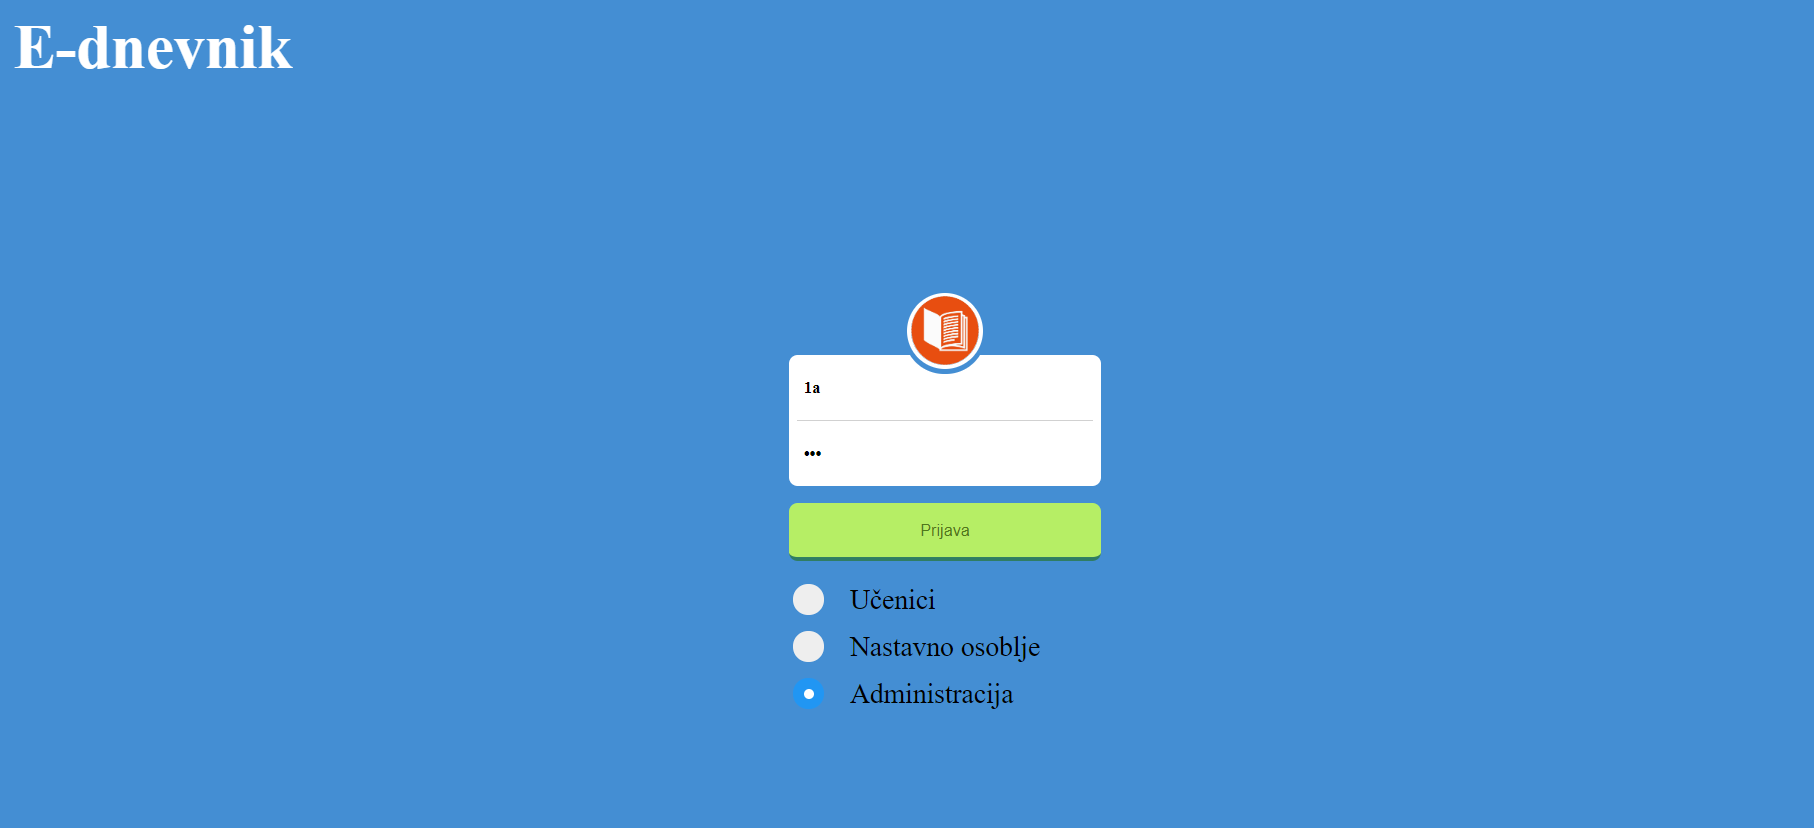 E-dnevnik
1a
•••
Prijava
Učenici
Nastavno osoblje
Administracija